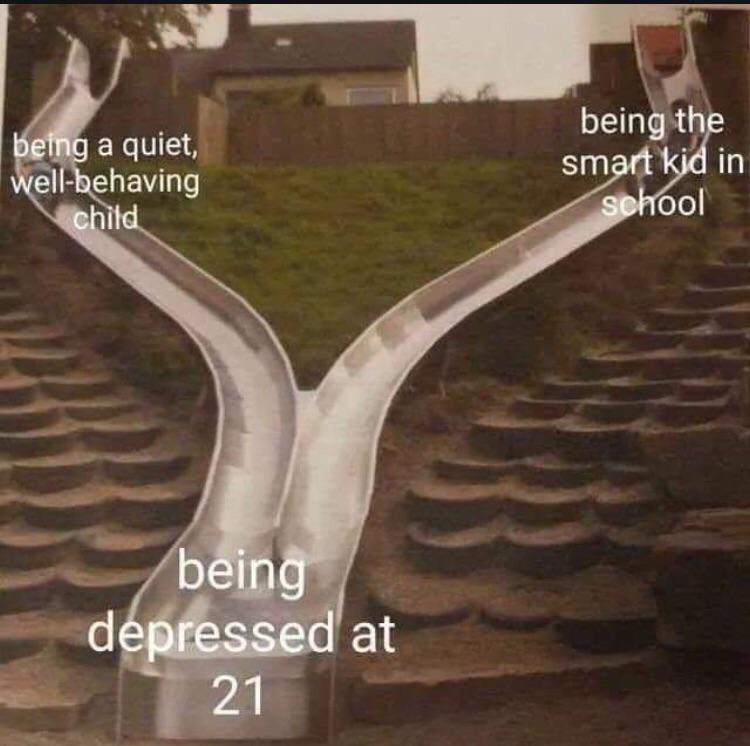 being a quiet,
well-behaving
child
being the
smart kid in
school
being
depressed at
21